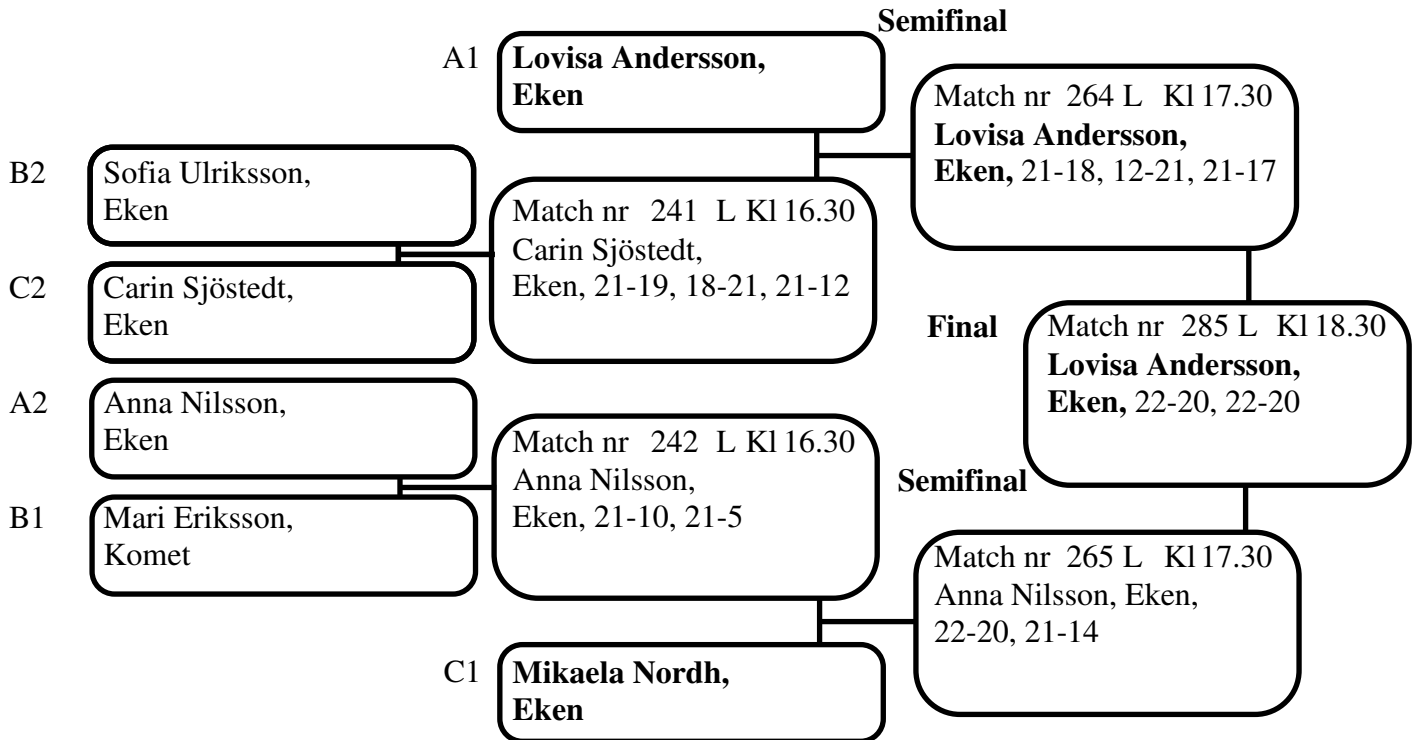 Semifinal
A1
Lovisa Andersson,
Eken
Match nr 264 L Kl 17.30
Lovisa Andersson,
Eken, 21-18, 12-21, 21-17
B2
Sofia Ulriksson,
Eken
Match nr 241 L Kl 16.30
Carin Sjöstedt,
Eken, 21-19, 18-21, 21-12
C2
Carin Sjöstedt,
Eken
Final
Match nr 285 L Kl 18.30
Lovisa Andersson,
Eken, 22-20, 22-20
A2
Anna Nilsson,
Eken
Match nr 242 L Kl 16.30
Anna Nilsson,
Eken, 21-10, 21-5
Semifinal
B1
Mari Eriksson,
Komet
Match nr 265 L Kl 17.30
Anna Nilsson, Eken,
22-20, 21-14
C1
Mikaela Nordh,
Eken